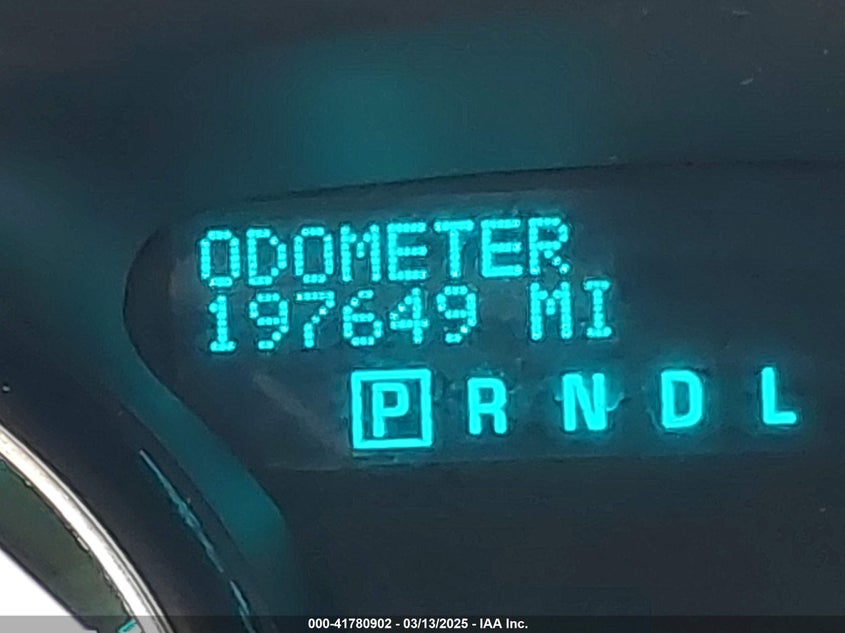 ODOMETER
197649 MI
P R N D L
000-41780902 - 03/13/2025 - IAA Inc.